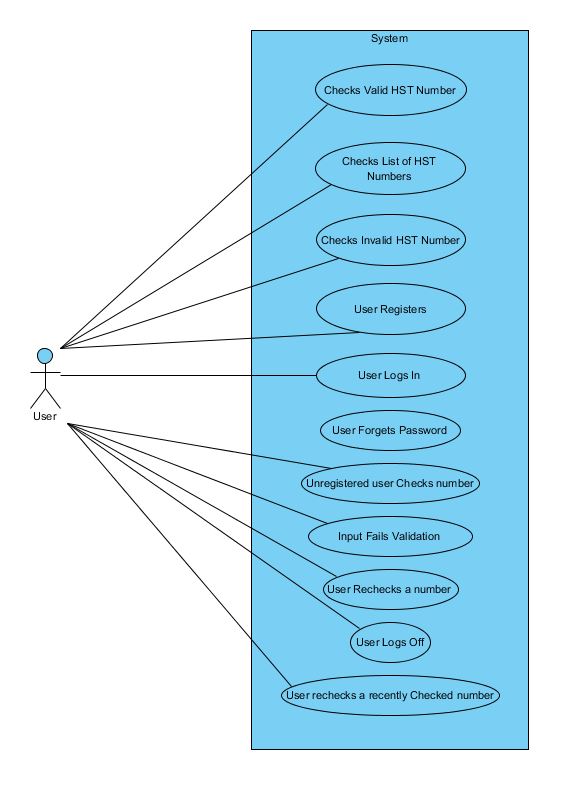 System
Checks Valid HST Number
Checks List of HST
Numbers
Checks Invalid HST Number
User Registers
User Logs In
User
User Forgets Password
Unregistered user Checks number
Input Fails Validation
User Rechecks a number
User Logs Off
User rechecks a recently Checked number